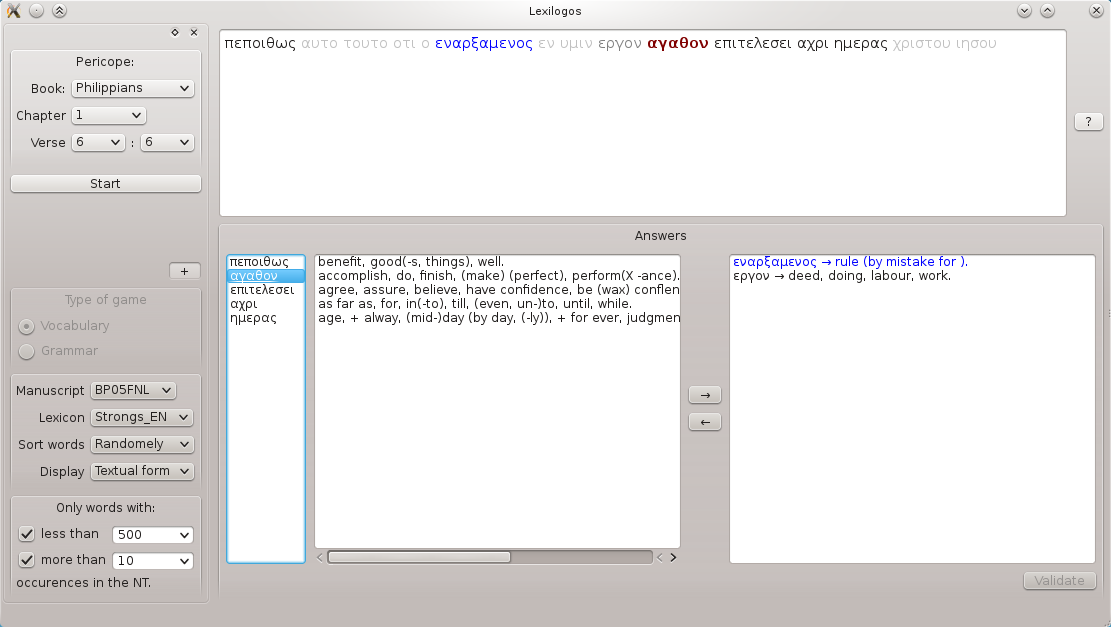 Lexilogos
Pericope:
Book: Philippians
Chapter 1
Verse 6 : 6
Start
+
Type of game
Vocabulary
Grammar
Manuscript BP05FNL
Lexicon Strongs_EN
Sort words Randomely
Display Textual form
Only words with:
less than 500
more than 10
occurences in the NT.
πεποιθως αυτο τουτο οτι ο εναρξαμενος εν υμιν εργον αγαθον επιτελεσει αχρι ημερας χριστου ιησου
?
Answers
πεποιθως
αγαθον
επιτελεσει
αχρι
ημερας
benefit, good(-s, things), well.
accomplish, do, finish, (make) (perfect), perform(X -ance).
agree, assure, believe, have confidence, be (wax) conflen
as far as, for, in(-to), till, (even, un-)to, until, while.
age, + alway, (mid-)day (by day, (-ly)), + for ever, judgmen
→
←
εναρξαμενος → rule (by mistake for ).
εργον → deed, doing, labour, work.
Validate